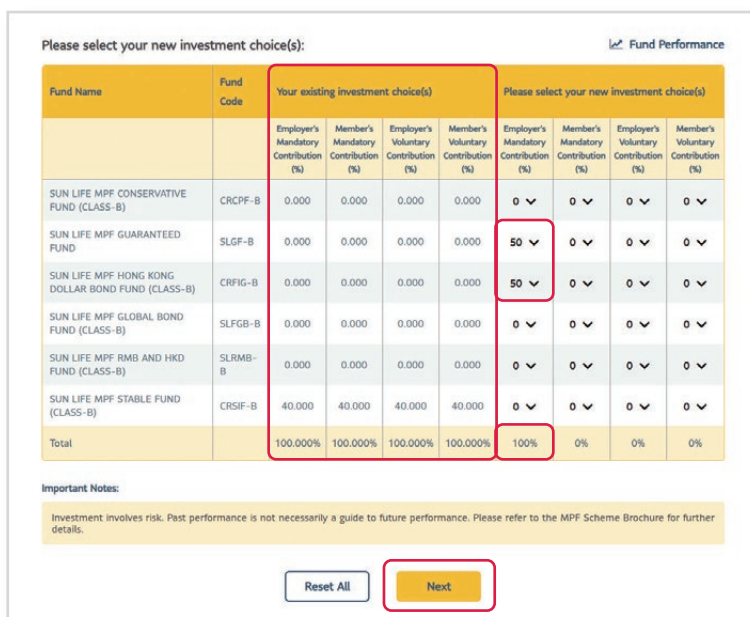 Please select your new investment choice(s):
Fund Performance
Fund Name
Fund
Code
Your existing investment choice(s)
Please select your new investment choice(s)
Employer's
Mandatory
Contribution
(%)
Member's
Mandatory
Contribution
(%)
Employer's
Voluntary
Contribution
(%)
Member's
Voluntary
Contribution
(%)
Employer's
Mandatory
Contribution
(%)
Member's
Mandatory
Contribution
(%)
Employer's
Voluntary
Contribution
(%)
Member's
Voluntary
Contribution
(%)
SUN LIFE MPF CONSERVATIVE
FUND (CLASS-B)
CRCPF-B 0.000 0.000 0.000 0.000 0 0 0 0
SUN LIFE MPF GUARANTEED
FUND
SLGF-B 0.000 0.000 0.000 0.000 50 0 0 0
SUN LIFE MPF HONG KONG
DOLLAR BOND FUND (CLASS-B)
CRFIG-B 0.000 0.000 0.000 0.000 50 0 0 0
SUN LIFE MPF GLOBAL BOND
FUND (CLASS-B)
SLFGB-B 0.000 0.000 0.000 0.000 0 0 0 0
SUN LIFE MPF RMB AND HKD
FUND (CLASS-B)
SLRMB-
B
0.000 0.000 0.000 0.000 0 0 0 0
SUN LIFE MPF STABLE FUND
(CLASS-B)
CRSIF-B 40.000 40.000 40.000 40.000 0 0 0 0
Total 100.000% 100.000% 100.000% 100.000% 100% 0% 0% 0%
Important Notes:
Investment involves risk. Past performance is not necessarily a guide to future performance. Please refer to the MPF Scheme Brochure for further
details.
Reset All
Next